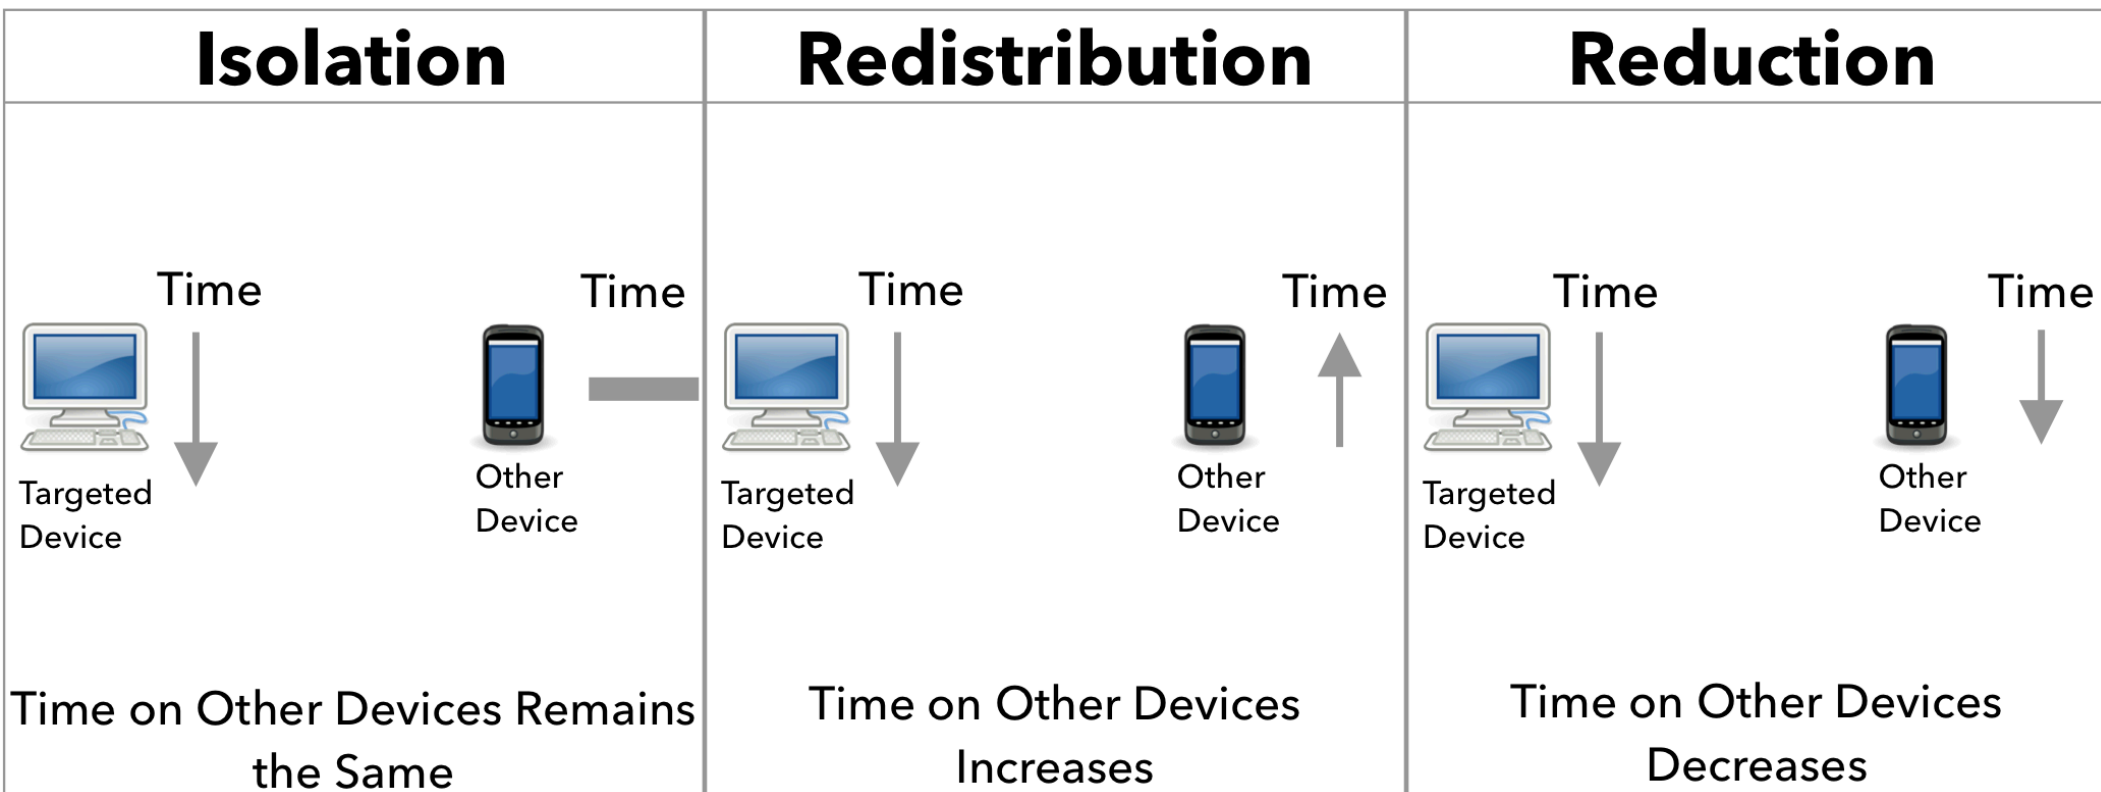 Isolation
Time
Time
Targeted
Device
Other
Device
Time on Other Devices Remains
the Same
Redistribution
Time
Time
Targeted
Device
Other
Device
Time on Other Devices
Increases
Reduction
Time
Time
Targeted
Device
Other
Device
Time on Other Devices
Decreases